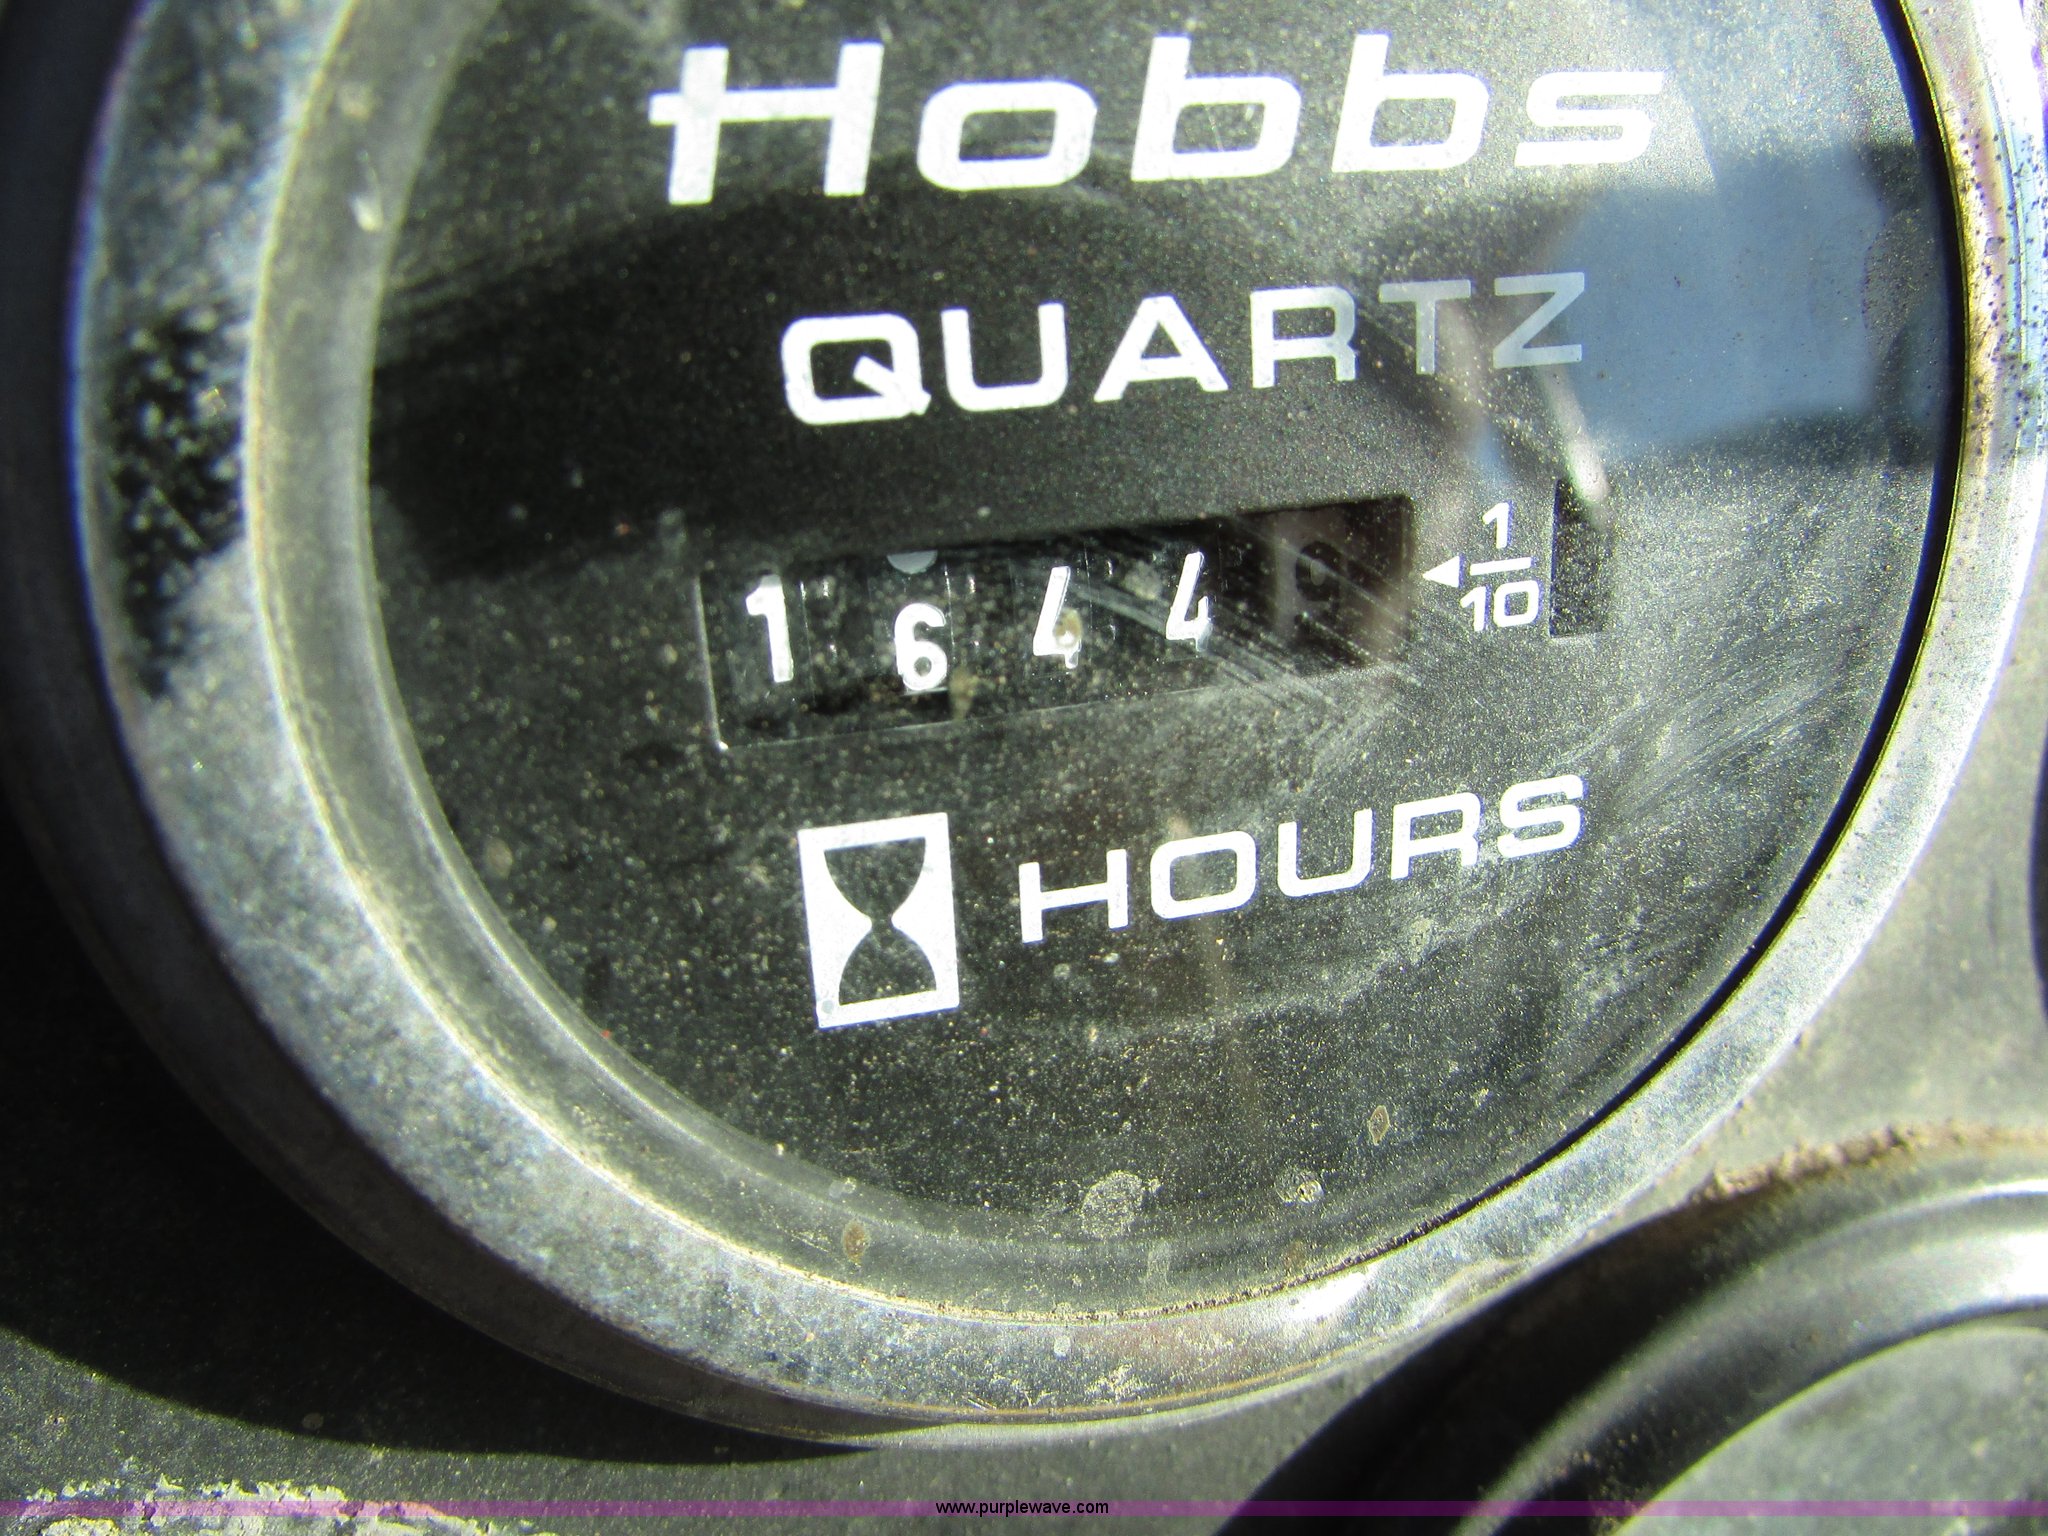 Hobbs
QUARTZ
1 6 4 4
1/10
HOURS
www.purplewave.com